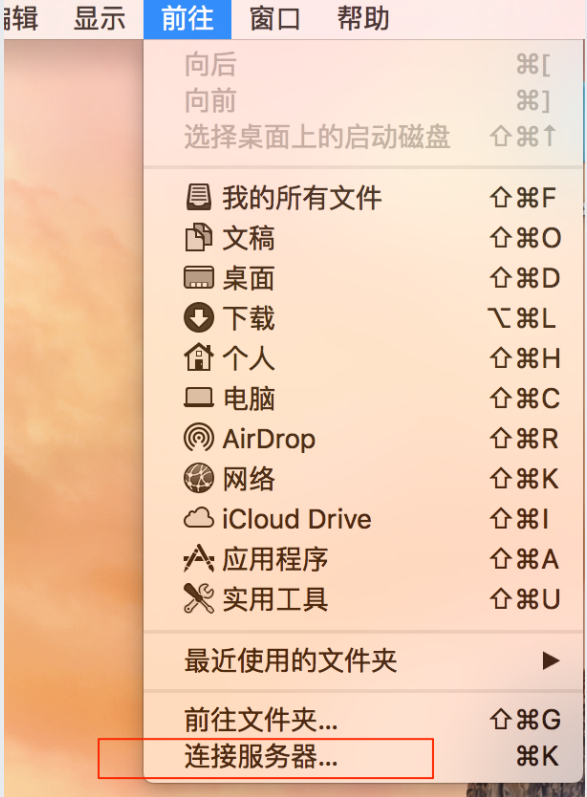 辑 显示 前往 窗口 帮助
向后 ⌘[
向前 ⌘]
选择桌面上的启动磁盘 ⇧⌘↑
我的所有文件 ⇧⌘F
文稿 ⇧⌘O
桌面 ⇧⌘D
下载 ⌥⌘L
个人 ⇧⌘H
电脑 ⇧⌘C
AirDrop ⇧⌘R
网络 ⇧⌘K
iCloud Drive ⇧⌘I
应用程序 ⇧⌘A
实用工具 ⇧⌘U
最近使用的文件夹 ▶
前往文件夹... ⇧⌘G
连接服务器... ⌘K